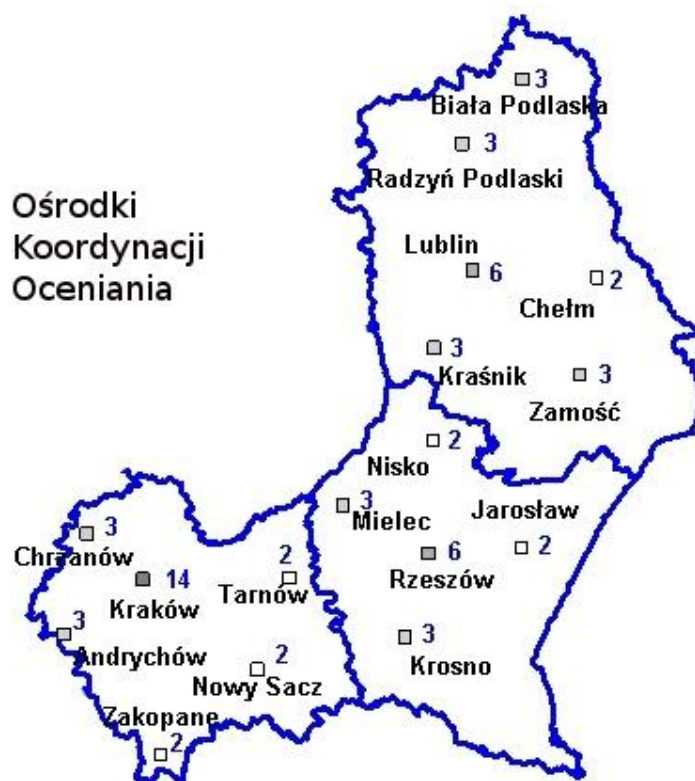 Ośrodki
Koordynacji
Oceniania
3
Biała Podlaska
3
Radzyń Podlaski
Lublin
6
2
Chełm
3
Kraśnik
3
Zamość
2
Nisko
3
Mielec
Jarosław
2
6
Rzeszów
3
Krosno
3
Chrzanów
14
Kraków
2
Tarnów
3
Andrychów
2
Nowy Sacz
Zakopane
2